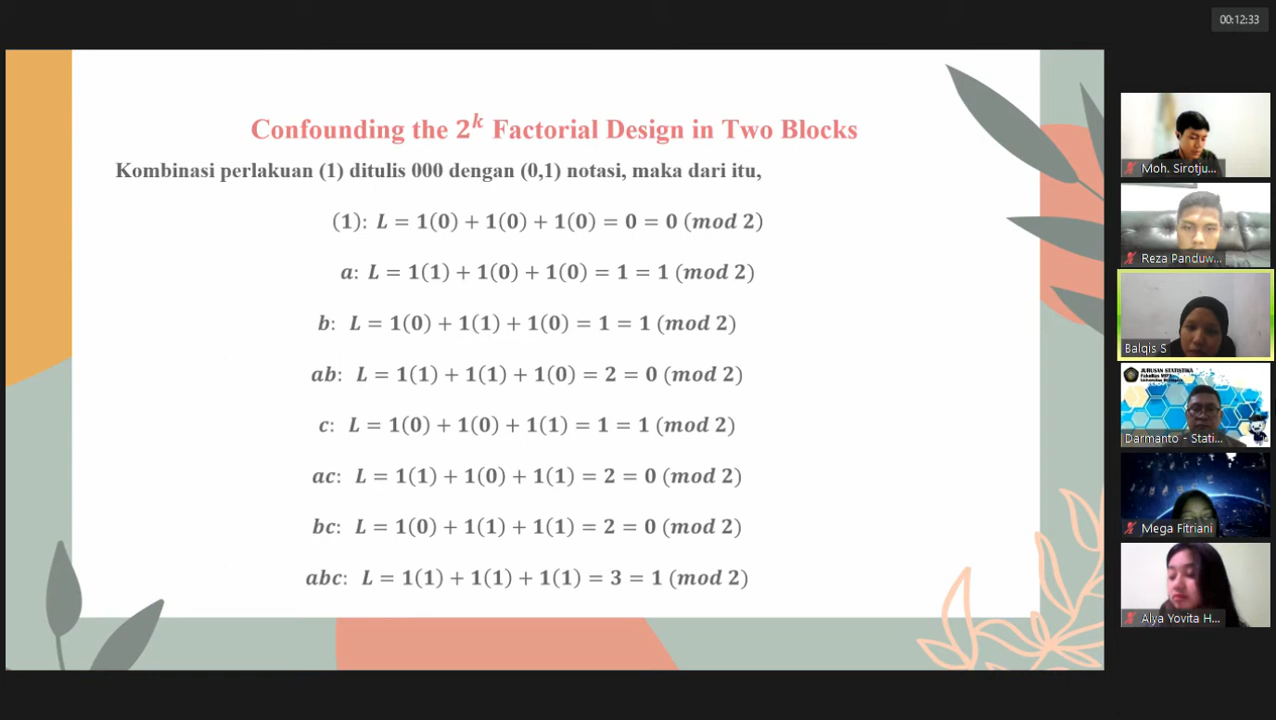 00:12:33
Confounding the 2^k Factorial Design in Two Blocks
Kombinasi perlakuan (1) ditulis 000 dengan (0,1) notasi, maka dari itu,
(1): L = 1(0) + 1(0) + 1(0) = 0 = 0 (mod 2)
a: L = 1(1) + 1(0) + 1(0) = 1 = 1 (mod 2)
b: L = 1(0) + 1(1) + 1(0) = 1 = 1 (mod 2)
ab: L = 1(1) + 1(1) + 1(0) = 2 = 0 (mod 2)
c: L = 1(0) + 1(0) + 1(1) = 1 = 1 (mod 2)
ac: L = 1(1) + 1(0) + 1(1) = 2 = 0 (mod 2)
bc: L = 1(0) + 1(1) + 1(1) = 2 = 0 (mod 2)
abc: L = 1(1) + 1(1) + 1(1) = 3 = 1 (mod 2)
Moh. Sirotju...
Reza Panduw...
Balqis S
JURUSAN STATISTIKA
Fakultas MIPA
Darmanto - Stati...
Mega Fitriani
Alya Yovita H...